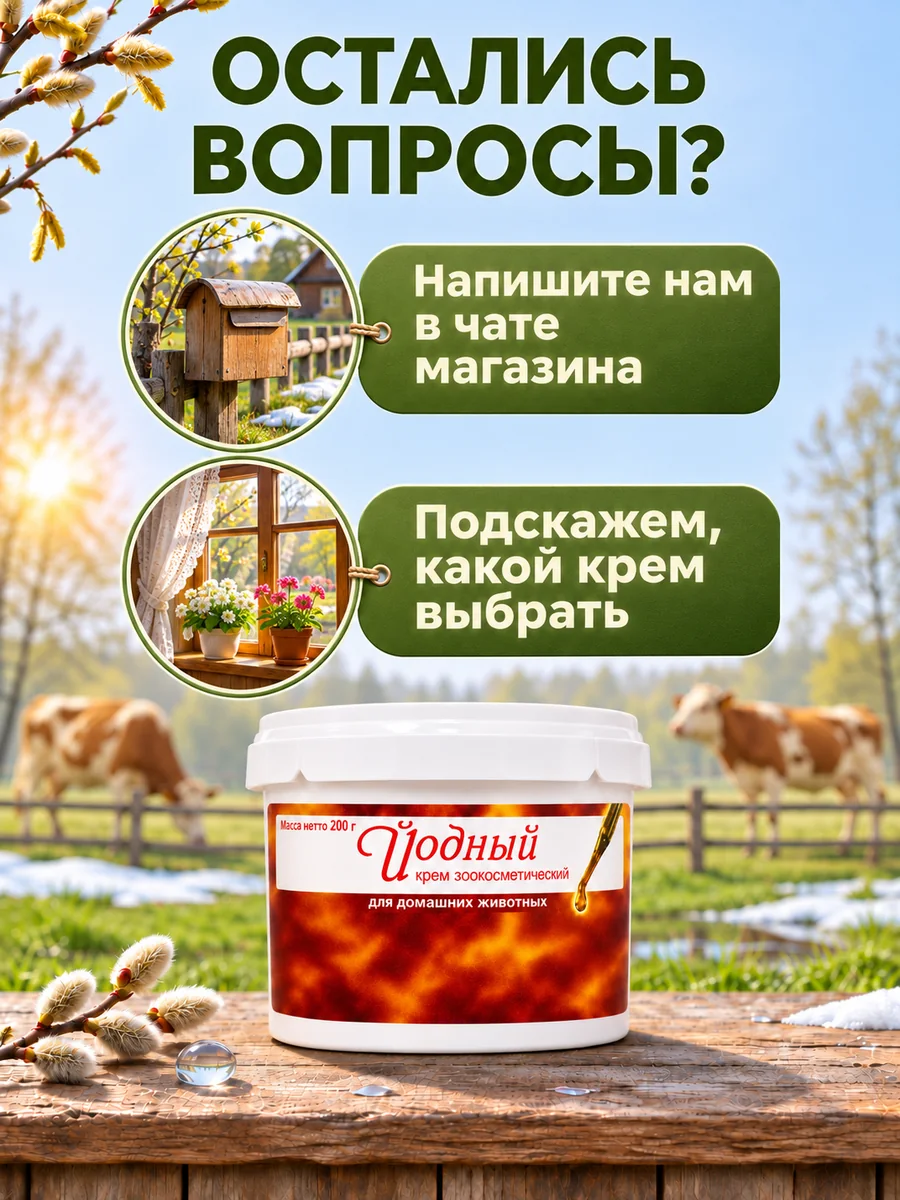 ОСТАЛИСЬ
ВОПРОСЫ?
Напишите нам
в чате
магазина
Подскажем,
какой крем
выбрать
Масса нетто 200 г
Йодный
крем зоокосметический
для домашних животных